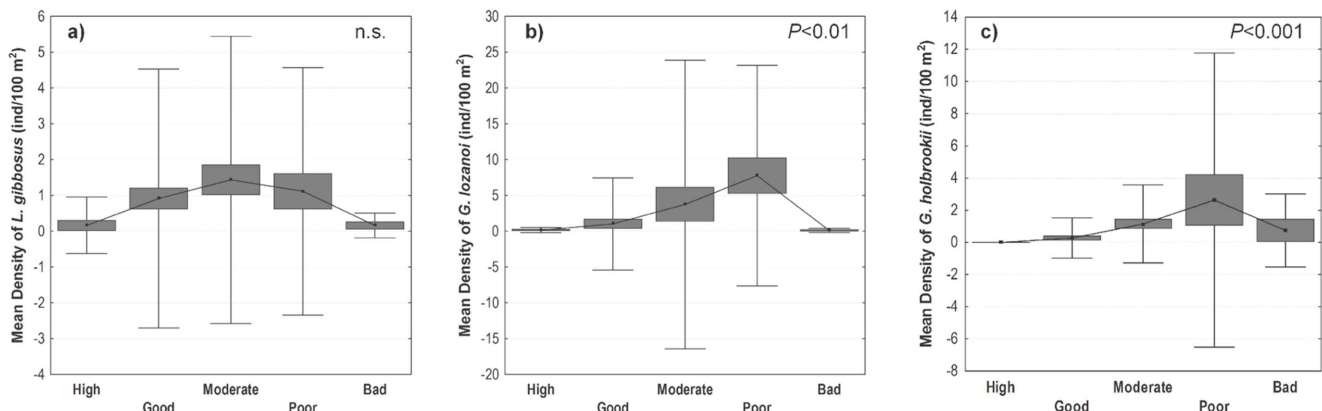 a)
n.s.
Mean Density of L. gibbosus (ind/100 m²)
6
5
4
3
2
1
0
-1
-2
-3
-4
High
Good
Moderate
Poor
Bad
b)
P<0.01
Mean Density of G. lozanoi (ind/100 m²)
30
25
20
15
10
5
0
-5
-10
-15
-20
High
Good
Moderate
Poor
Bad
c)
P<0.001
Mean Density of G. holbrookii (ind/100 m²)
14
12
10
8
6
4
2
0
-2
-4
-6
-8
High
Good
Moderate
Poor
Bad